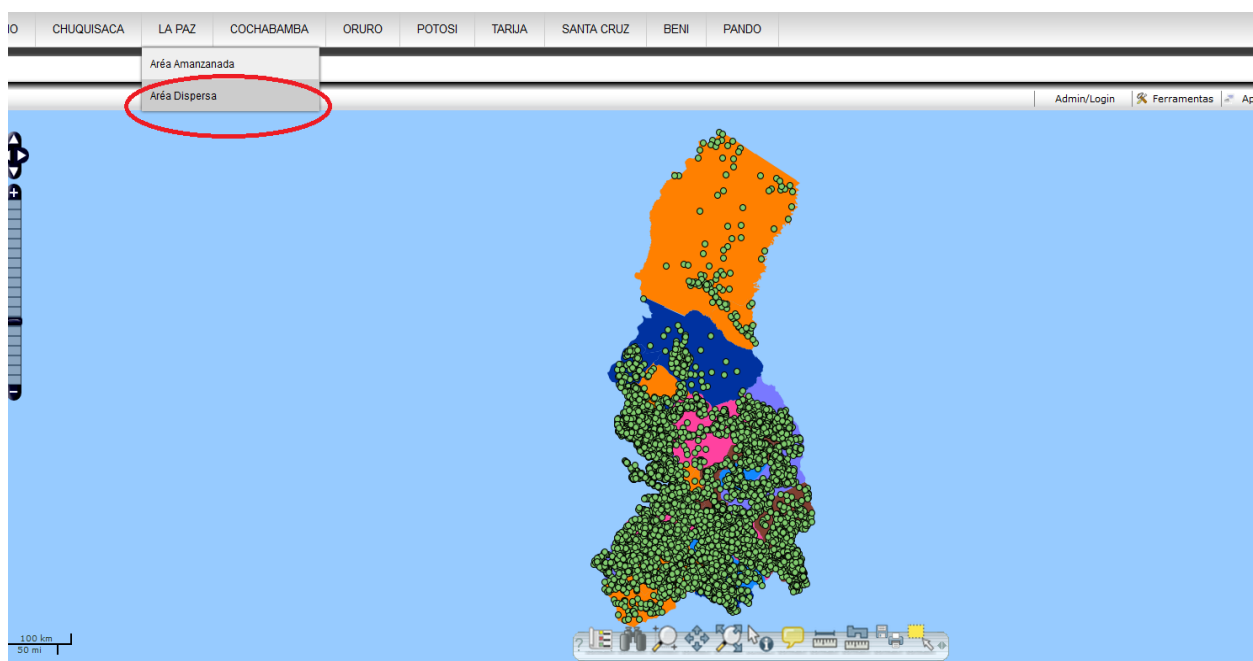 IO CHUQUISACA LA PAZ COCHABAMBA ORURO POTOSI TARIJA SANTA CRUZ BENI PANDO
Aréa Amanzanada
Aréa Dispersa
Admin/Login Ferramentas Ap
100 km
50 mi
?